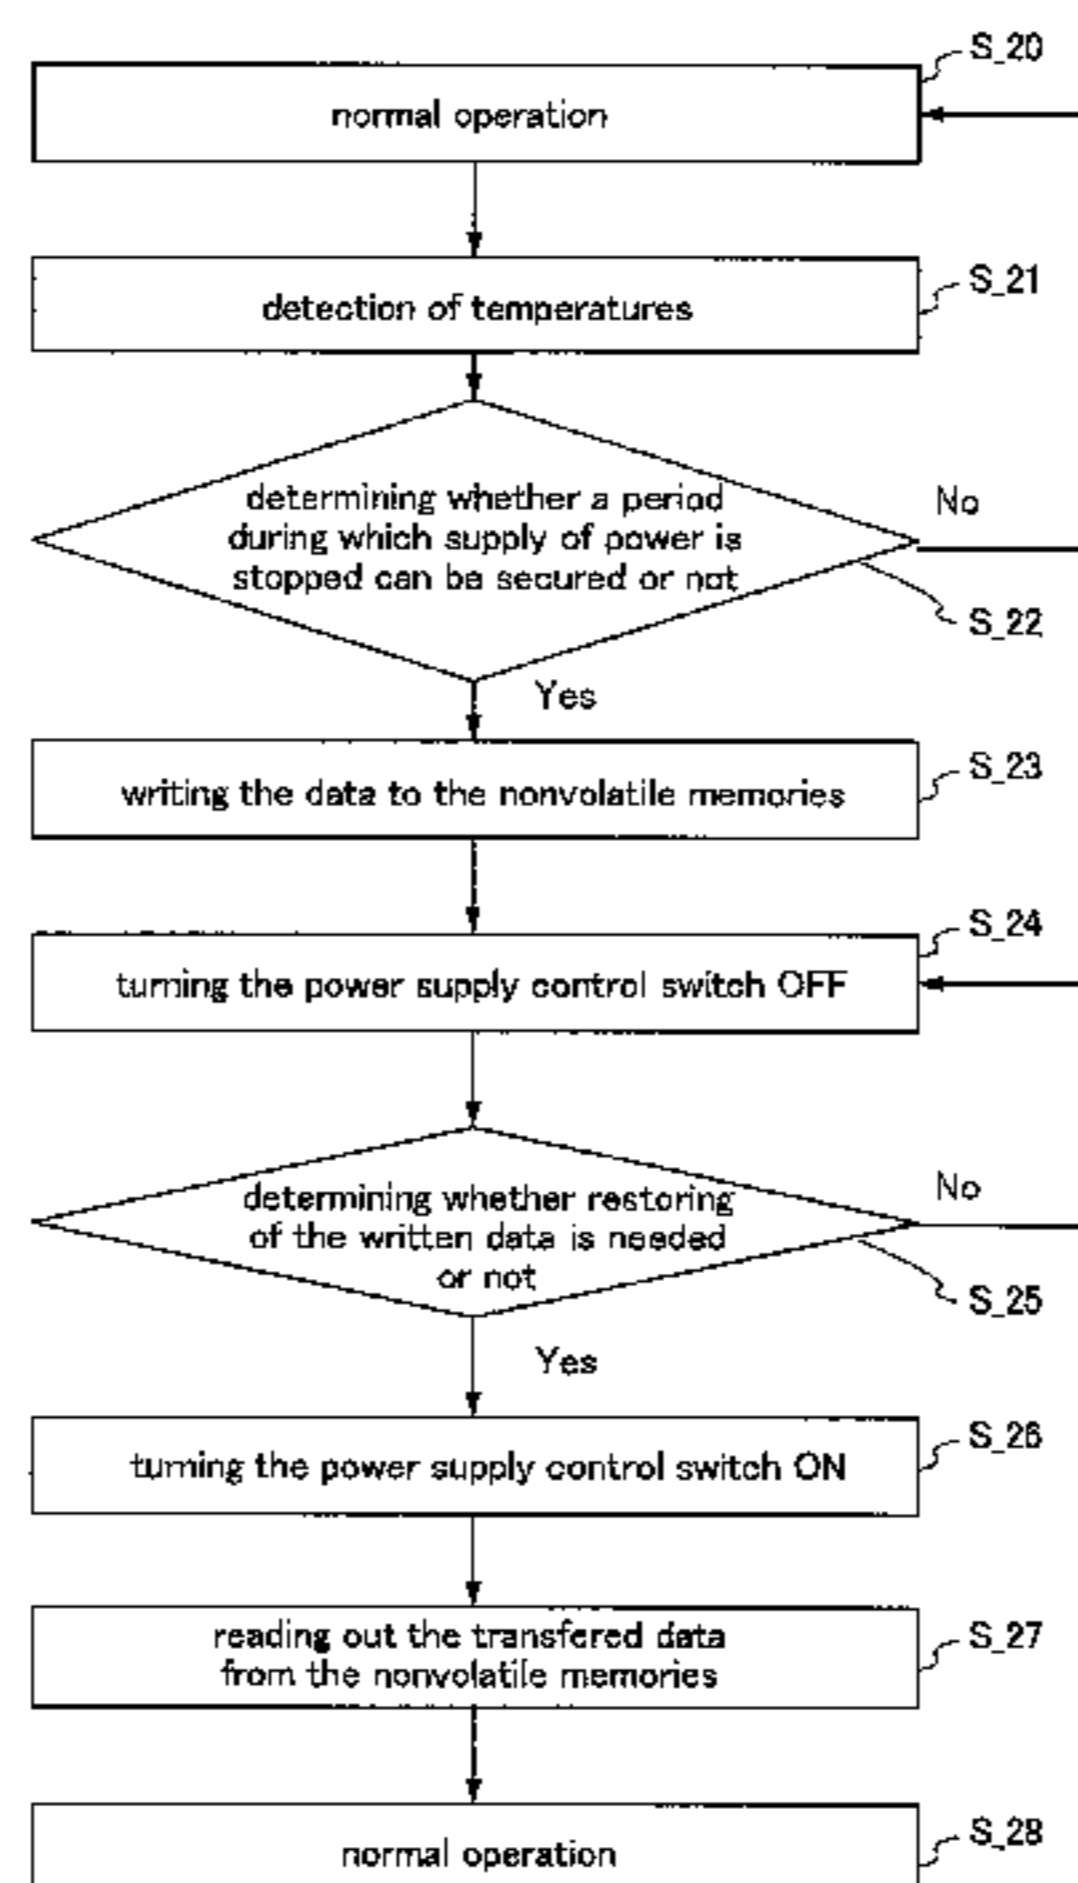 S_20
normal operation
S_21
detection of temperatures
determining whether a period
during which supply of power is
stopped can be secured or not
No
S_22
Yes
S_23
writing the data to the nonvolatile memories
S_24
turning the power supply control switch OFF
determining whether restoring
of the written data is needed
or not
No
S_25
Yes
S_26
turning the power supply control switch ON
reading out the transfered data
from the nonvolatile memories
S_27
S_28
normal operation